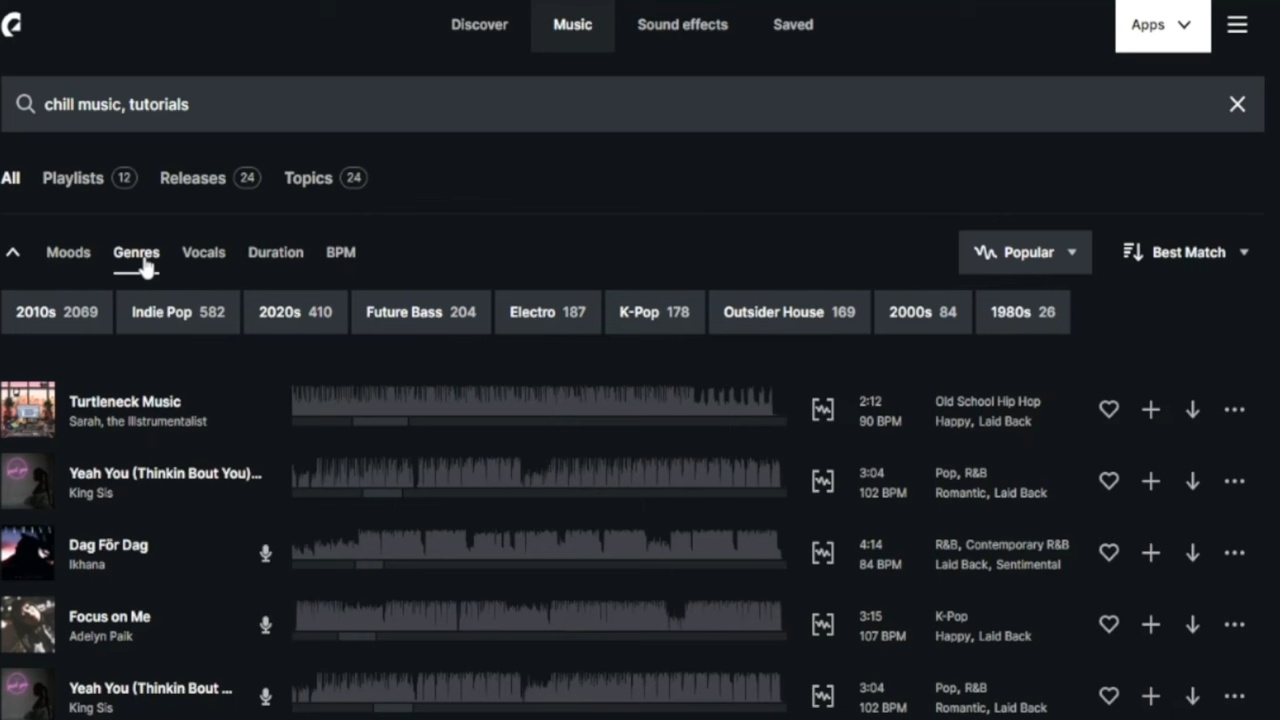 Discover Music Sound effects Saved Apps
chill music, tutorials
All Playlists 12 Releases 24 Topics 24
Moods Genres Vocals Duration BPM Popular Best Match
2010s 2069 Indie Pop 582 2020s 410 Future Bass 204 Electro 187 K-Pop 178 Outsider House 169 2000s 84 1980s 26
Turtleneck Music 2:12 Old School Hip Hop
Sarah, the Illstrumentalist 90 BPM Happy, Laid Back
Yeah You (Thinkin Bout You)... 3:04 Pop, R&B
King Sis 102 BPM Romantic, Laid Back
Dag För Dag 4:14 R&B, Contemporary R&B
Ikhana 84 BPM Laid Back, Sentimental
Focus on Me 3:15 K-Pop
Adelyn Paik 107 BPM Happy, Laid Back
Yeah You (Thinkin Bout ... 3:04 Pop, R&B
King Sis 102 BPM Romantic, Laid Back